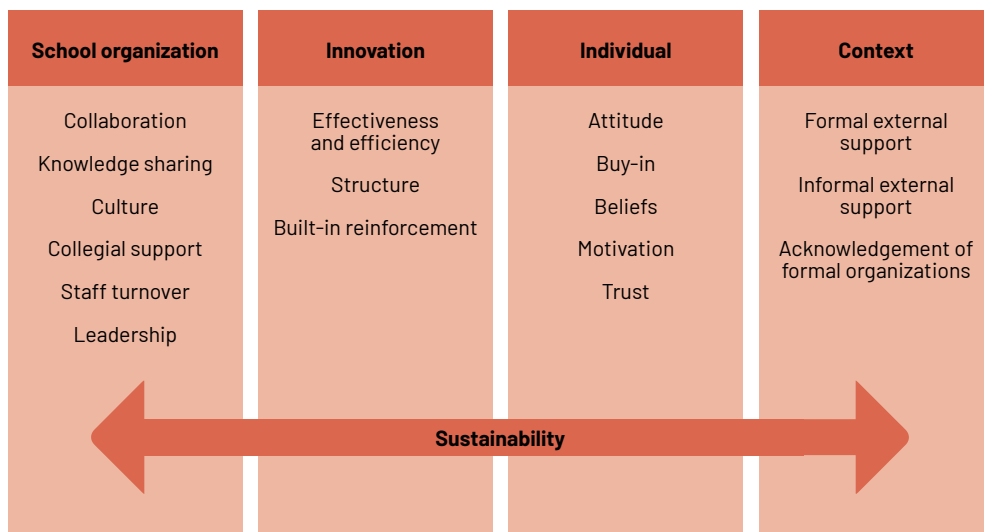 School organization
Collaboration
Knowledge sharing
Culture
Collegial support
Staff turnover
Leadership
Innovation
Effectiveness
and efficiency
Structure
Built-in reinforcement
Individual
Attitude
Buy-in
Beliefs
Motivation
Trust
Context
Formal external
support
Informal external
support
Acknowledgement of
formal organizations
Sustainability